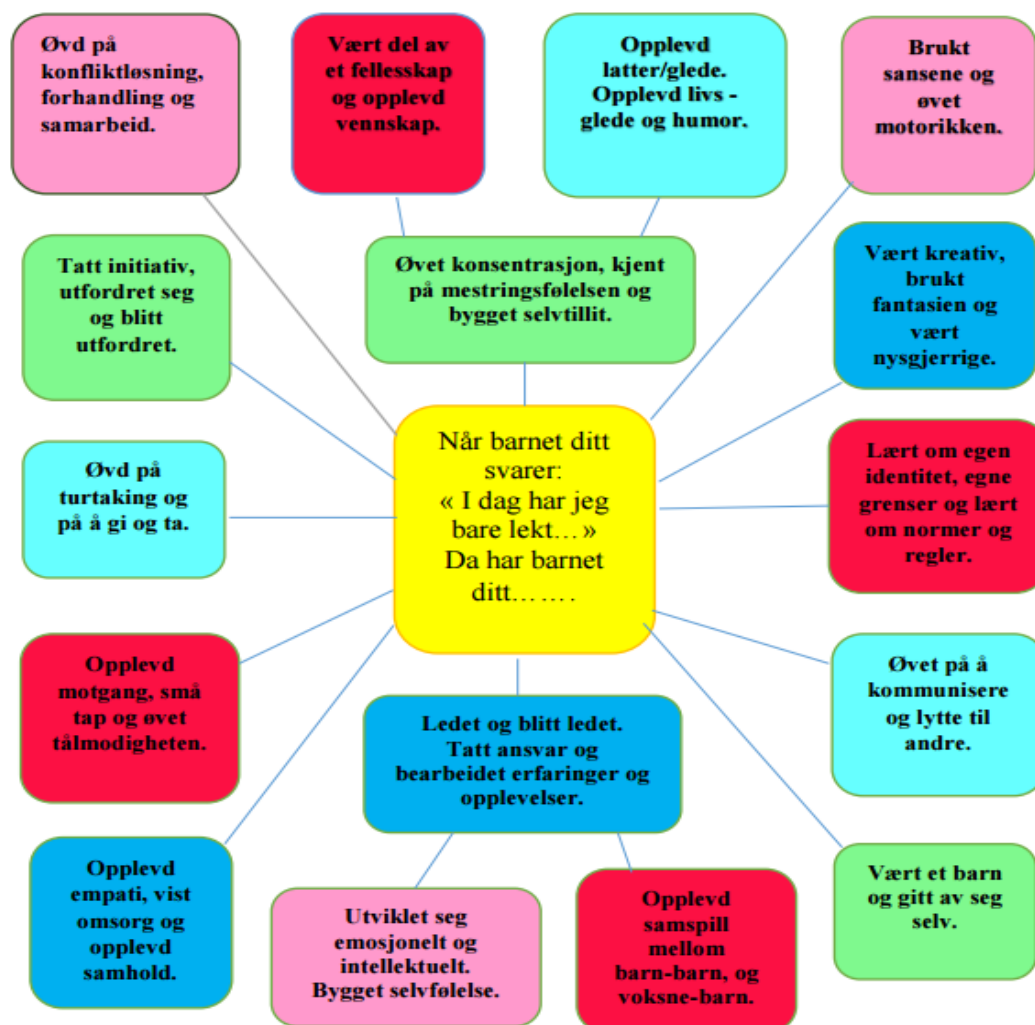 Øvd på
konfliktløsning,
forhandling og
samarbeid.
Vært del av
et fellesskap
og opplevd
vennskap.
Opplevd
latter/glede.
Opplevd livs -
glede og humor.
Brukt
sansene og
øvet
motorikken.
Tatt initiativ,
utfordret seg
og blitt
utfordret.
Øvet konsentrasjon, kjent
på mestringsfølelsen og
bygget selvtillit.
Vært kreativ,
brukt
fantasien og
vært
nysgjerrige.
Når barnet ditt
svarer:
« I dag har jeg
bare lekt… »
Da har barnet
ditt…….
Øvd på
turtaking og
på å gi og ta.
Lært om egen
identitet, egne
grenser og lært
om normer og
regler.
Opplevd
motgang, små
tap og øvet
tålmodigheten.
Øvet på å
kommunisere
og lytte til
andre.
Ledet og blitt ledet.
Tatt ansvar og
bearbeidet erfaringer og
opplevelser.
Opplevd
empati, vist
omsorg og
opplevd
samhold.
Utviklet seg
emosjonelt og
intellektuelt.
Bygget selvfølelse.
Opplevd
samspill
mellom
barn-barn, og
voksne-barn.
Vært et barn
og gitt av seg
selv.